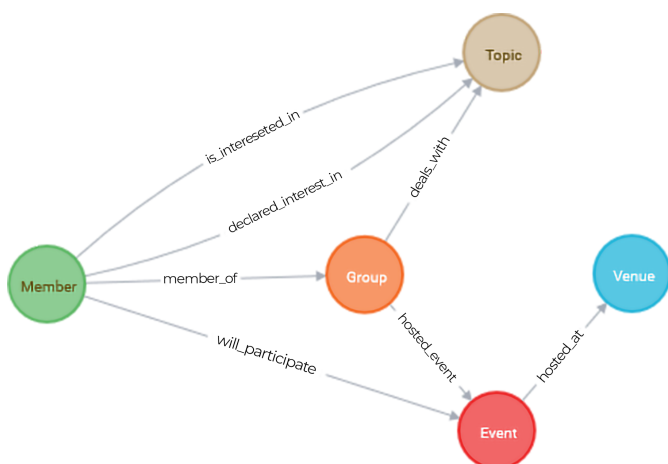 Topic
is_intereseted_in
declared_interest_in
deals_with
Member
member_of
Group
Venue
will_participate
hosted_event
hosted_at
Event